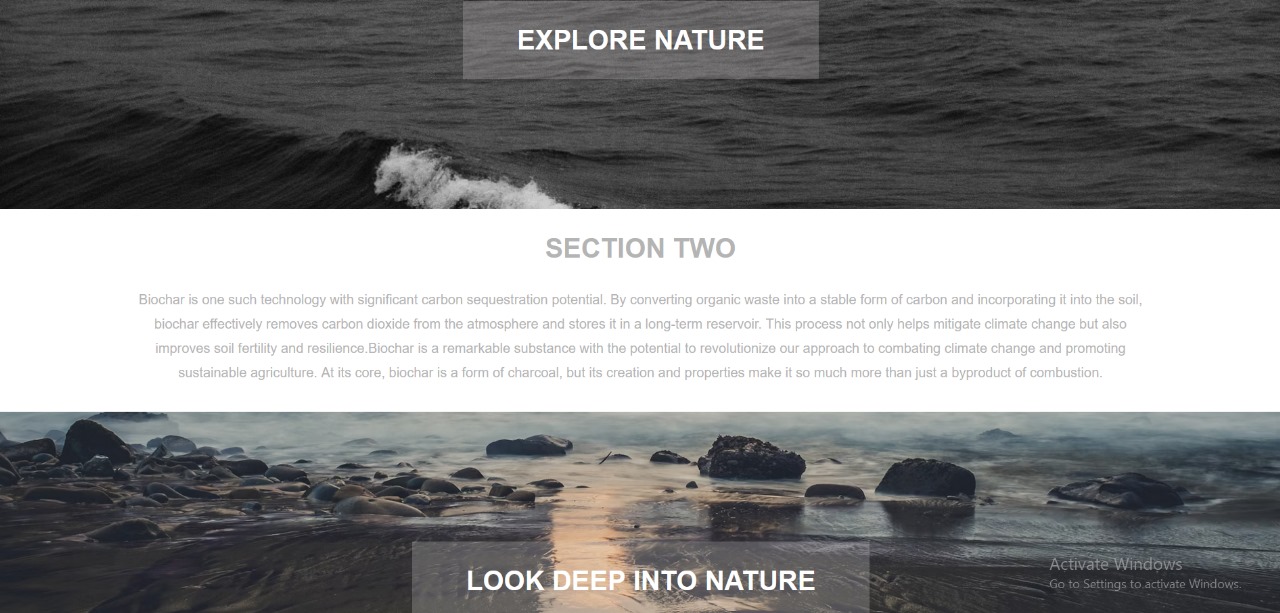 EXPLORE NATURE
SECTION TWO
Biochar is one such technology with significant carbon sequestration potential. By converting organic waste into a stable form of carbon and incorporating it into the soil,
biochar effectively removes carbon dioxide from the atmosphere and stores it in a long-term reservoir. This process not only helps mitigate climate change but also
improves soil fertility and resilience.Biochar is a remarkable substance with the potential to revolutionize our approach to combating climate change and promoting
sustainable agriculture. At its core, biochar is a form of charcoal, but its creation and properties make it so much more than just a byproduct of combustion.
LOOK DEEP INTO NATURE
Activate Windows
Go to Settings to activate Windows.